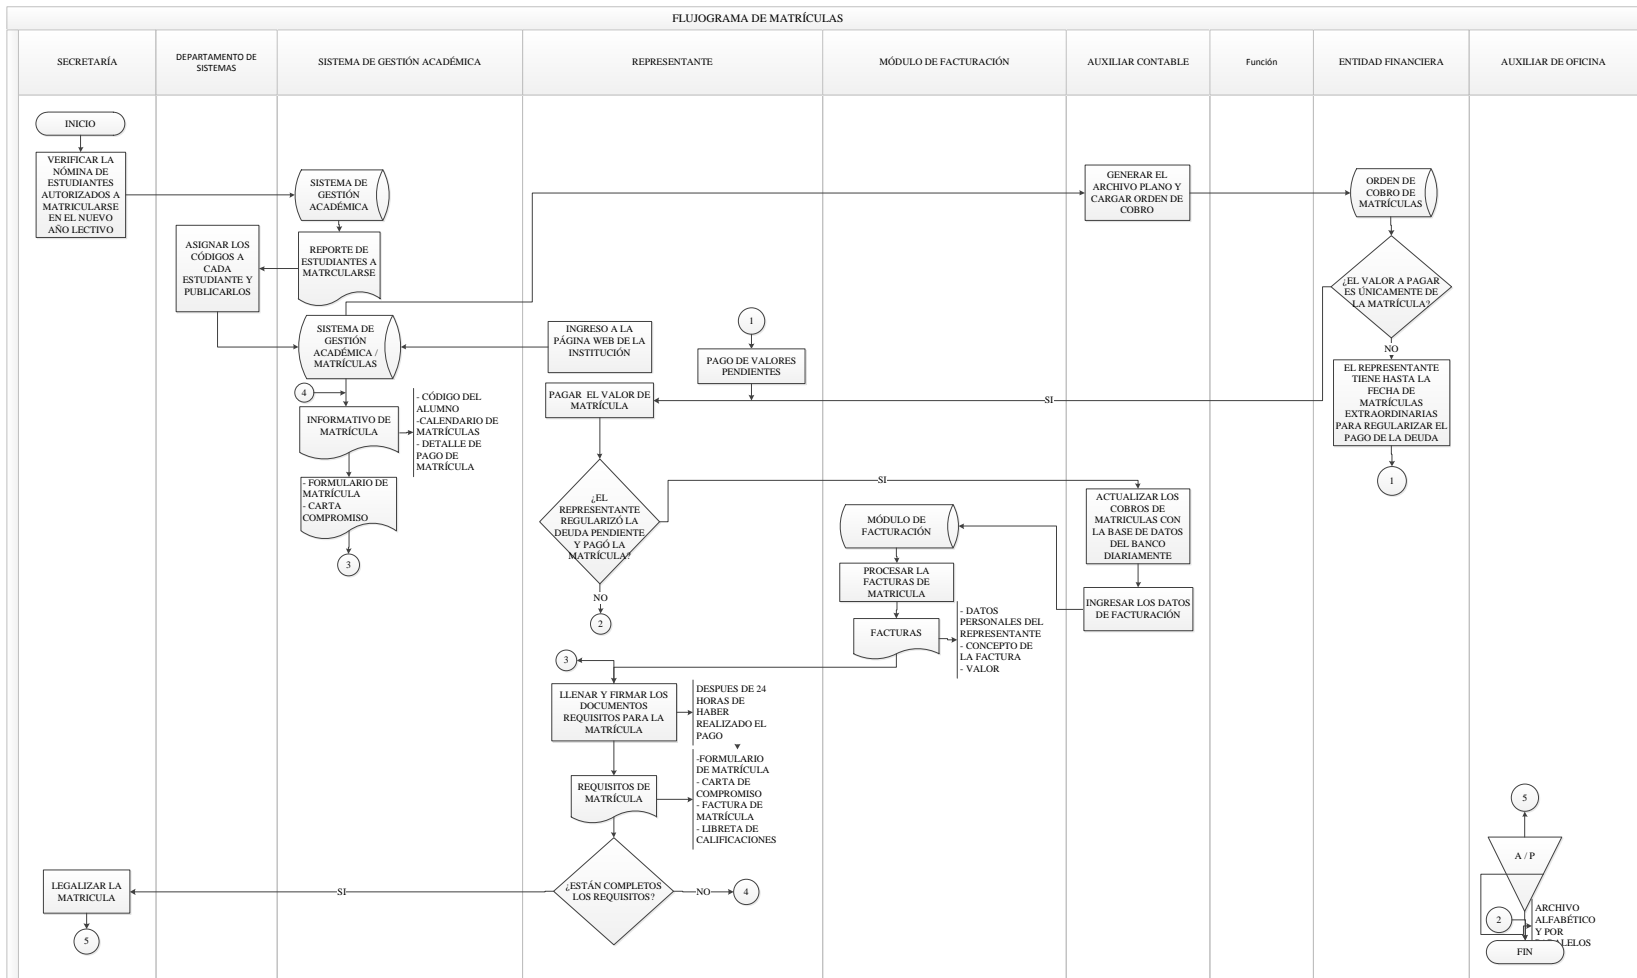 FLUJOGRAMA DE MATRÍCULAS
SECRETARÍA
DEPARTAMENTO DE
SISTEMAS
SISTEMA DE GESTIÓN ACADÉMICA
REPRESENTANTE
MÓDULO DE FACTURACIÓN
AUXILIAR CONTABLE
Función
ENTIDAD FINANCIERA
AUXILIAR DE OFICINA
INICIO
VERIFICAR LA
NÓMINA DE
ESTUDIANTES
AUTORIZADOS A
MATRICULARSE
EN EL NUEVO
AÑO LECTIVO
SISTEMA DE
GESTIÓN
ACADÉMICA
GENERAR EL
ARCHIVO PLANO Y
CARGAR ORDEN DE
COBRO
ORDEN DE
COBRO DE
MATRÍCULAS
ASIGNAR LOS
CÓDIGOS A
CADA
ESTUDIANTE Y
PUBLICARLOS
REPORTE DE
ESTUDIANTES A
MATRCULARSE
¿EL VALOR A PAGAR
ES ÚNICAMENTE DE
LA MATRÍCULA?
NO
SISTEMA DE
GESTIÓN
ACADÉMICA /
MATRÍCULAS
INGRESO A LA
PÁGINA WEB DE LA
INSTITUCIÓN
1
PAGO DE VALORES
PENDIENTES
EL REPRESENTANTE
TIENE HASTA LA
FECHA DE
MATRÍCULAS
EXTRAORDINARIAS
PARA REGULARIZAR EL
PAGO DE LA DEUDA
1
4
PAGAR EL VALOR DE
MATRÍCULA
SI
INFORMATIVO DE
MATRÍCULA
- CÓDIGO DEL
ALUMNO
-CALENDARIO DE
MATRÍCULAS
- DETALLE DE
PAGO DE
MATRÍCULA
- FORMULARIO DE
MATRÍCULA
- CARTA
COMPROMISO
3
¿EL
REPRESENTANTE
REGULARIZÓ LA
DEUDA PENDIENTE
Y PAGÓ LA
MATRÍCULA?
SI
NO
2
MÓDULO DE
FACTURACIÓN
ACTUALIZAR LOS
COBROS DE
MATRICULAS CON
LA BASE DE DATOS
DEL BANCO
DIARIAMENTE
PROCESAR LA
FACTURAS DE
MATRICULA
INGRESAR LOS DATOS
DE FACTURACIÓN
FACTURAS
- DATOS
PERSONALES DEL
REPRESENTANTE
- CONCEPTO DE
LA FACTURA
- VALOR
3
LLENAR Y FIRMAR LOS
DOCUMENTOS
REQUISITOS PARA LA
MATRÍCULA
DESPUES DE 24
HORAS DE
HABER
REALIZADO EL
PAGO
REQUISITOS DE
MATRÍCULA
-FORMULARIO
DE MATRÍCULA
- CARTA DE
COMPROMISO
- FACTURA DE
MATRÍCULA
- LIBRETA DE
CALIFICACIONES
¿ESTÁN COMPLETOS
LOS REQUISITOS?
SI
NO
4
LEGALIZAR LA
MATRICULA
5
5
A / P
2
ARCHIVO
ALFABÉTICO
Y POR
FIN